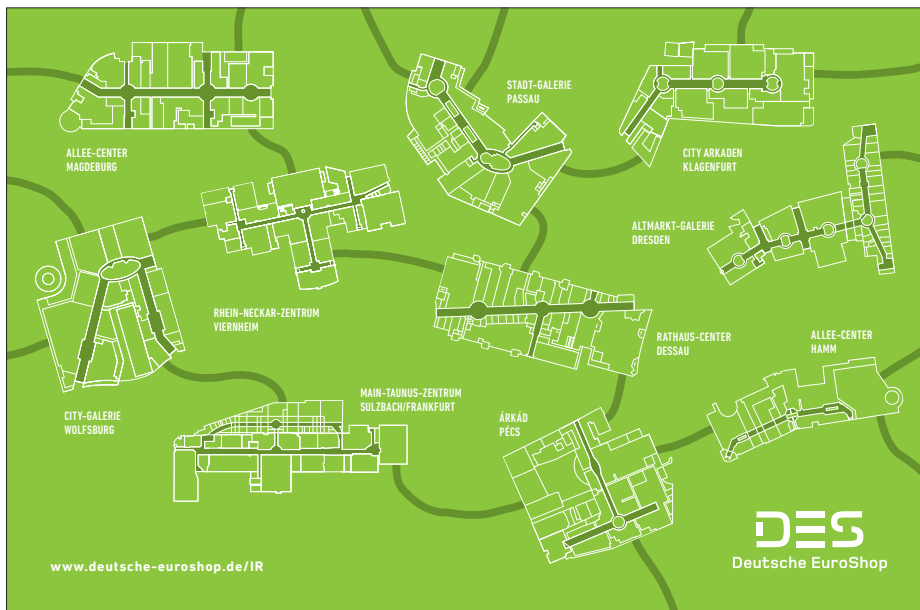 STADT-GALERIE
PASSAU
ALLEE-CENTER
MAGDEBURG
CITY ARKADEN
KLAGENFURT
ALTMARKT-GALERIE
DRESDEN
RHEIN-NECKAR-ZENTRUM
VIERNHEIM
RATHAUS-CENTER
DESSAU
ALLEE-CENTER
HAMM
CITY-GALERIE
WOLFSBURG
MAIN-TAUNUS-ZENTRUM
SULZBACH/FRANKFURT
ÁRKÁD
PÉCS
www.deutsche-euroshop.de/IR
DES
Deutsche EuroShop